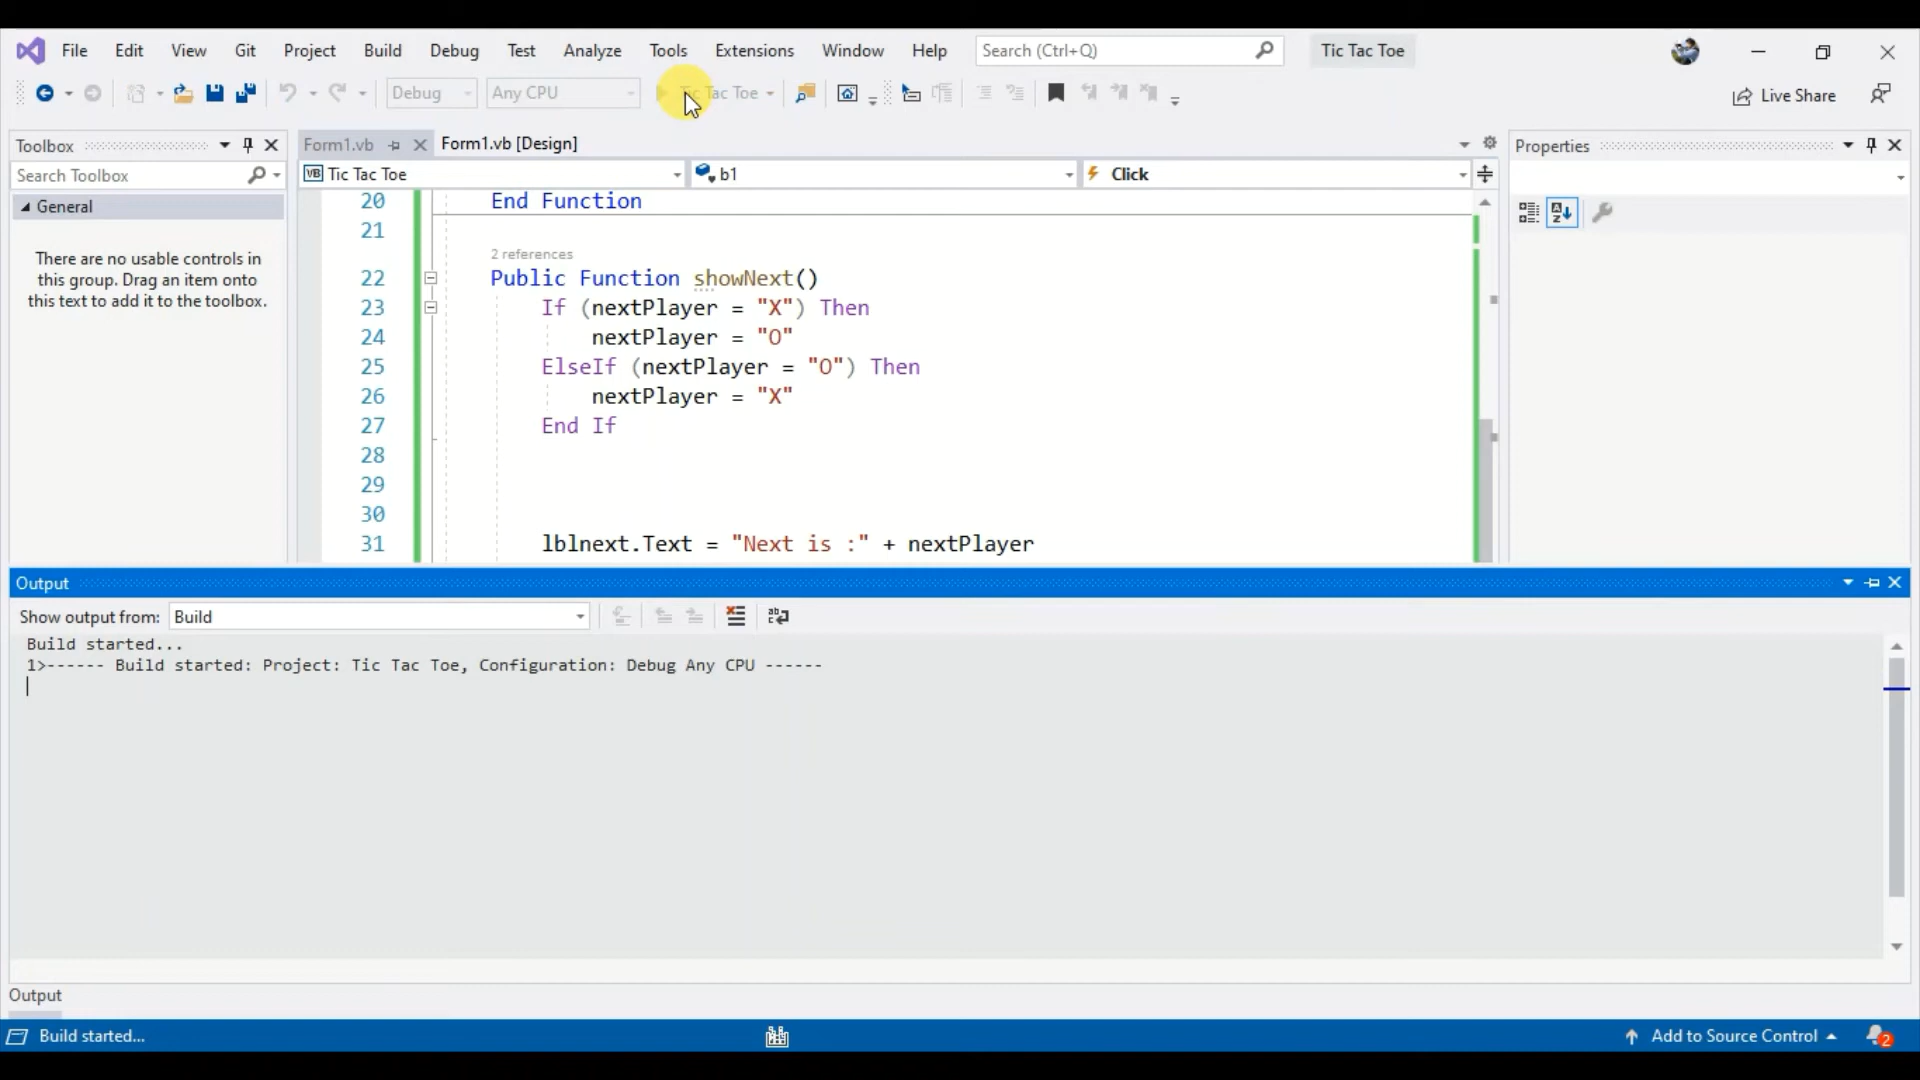 File Edit View Git Project Build Debug Test Analyze Tools Extensions Window Help Search (Ctrl+Q) Tic Tac Toe
Debug Any CPU Tic Tac Toe Live Share
Toolbox
Search Toolbox
General
There are no usable controls in
this group. Drag an item onto
this text to add it to the toolbox.
Form1.vb Form1.vb [Design]
VB Tic Tac Toe b1 Click
20 End Function
21
2 references
22 Public Function showNext()
23 If (nextPlayer = "X") Then
24 nextPlayer = "O"
25 ElseIf (nextPlayer = "O") Then
26 nextPlayer = "X"
27 End If
28
29
30
31 lblnext.Text = "Next is :" + nextPlayer
Properties
Output
Show output from: Build
Build started...
1>------ Build started: Project: Tic Tac Toe, Configuration: Debug Any CPU ------
Output
Build started... Add to Source Control 2